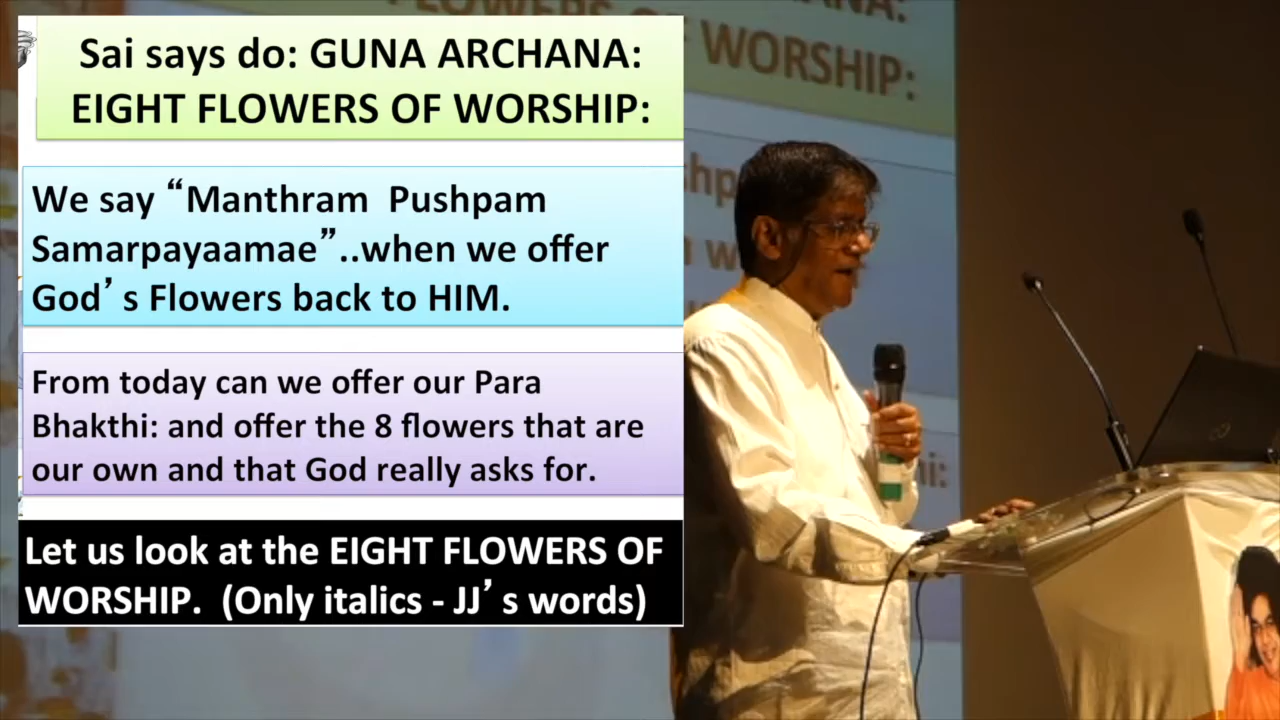 Sai says do: GUNA ARCHANA:
EIGHT FLOWERS OF WORSHIP:
We say “Manthram Pushpam
Samarpayaamae”..when we offer
God’s Flowers back to HIM.
From today can we offer our Para
Bhakthi: and offer the 8 flowers that are
our own and that God really asks for.
Let us look at the EIGHT FLOWERS OF
WORSHIP. (Only italics - JJ’s words)
WORSHIP: